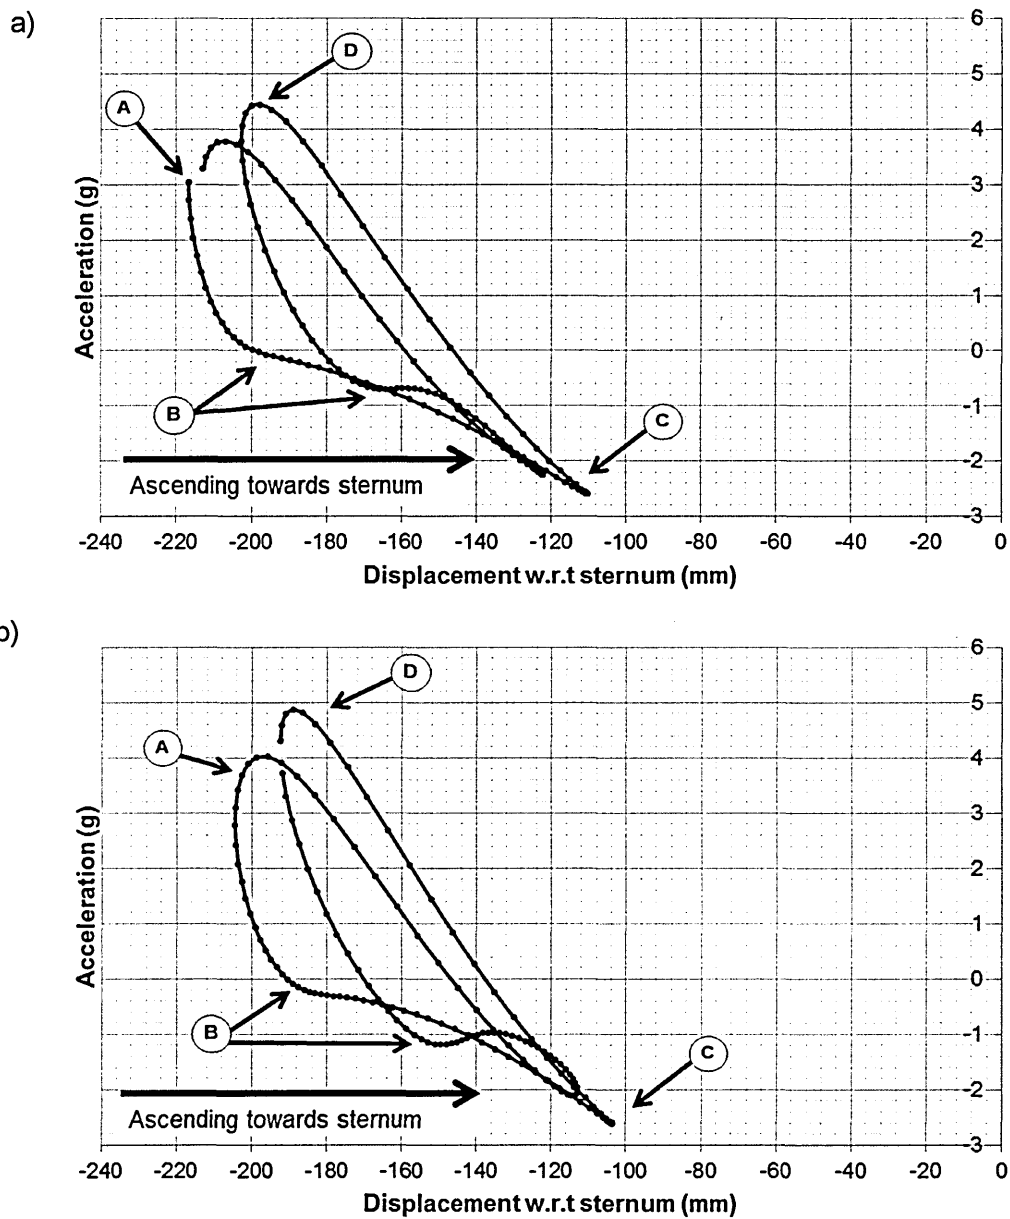 a)
D
A
B
C
Ascending towards sternum
Acceleration (g)
6
5
4
3
2
1
0
-1
-2
-3
-240 -220 -200 -180 -160 -140 -120 -100 -80 -60 -40 -20 0
Displacement w.r.t sternum (mm)
b)
D
A
B
C
Ascending towards sternum
Acceleration (g)
6
5
4
3
2
1
0
-1
-2
-3
-240 -220 -200 -180 -160 -140 -120 -100 -80 -60 -40 -20 0
Displacement w.r.t sternum (mm)